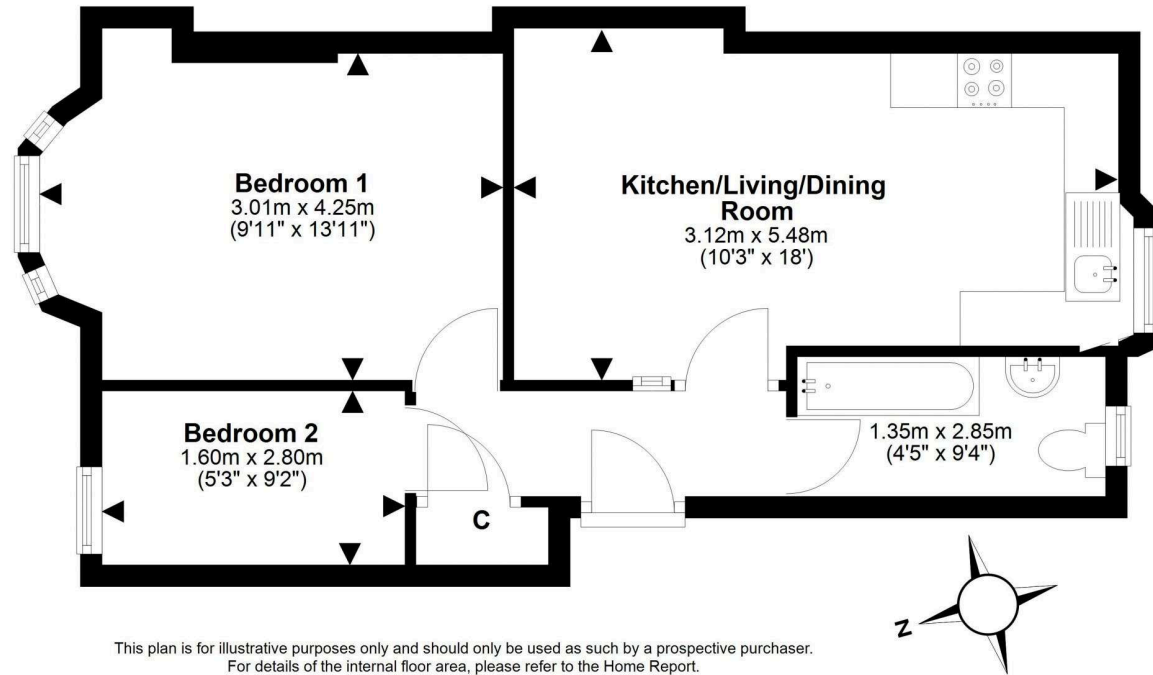 Bedroom 1
3.01m x 4.25m
(9'11" x 13'11")
Kitchen/Living/Dining
Room
3.12m x 5.48m
(10'3" x 18')
Bedroom 2
1.60m x 2.80m
(5'3" x 9'2")
C
1.35m x 2.85m
(4'5" x 9'4")
N
This plan is for illustrative purposes only and should only be used as such by a prospective purchaser.
For details of the internal floor area, please refer to the Home Report.